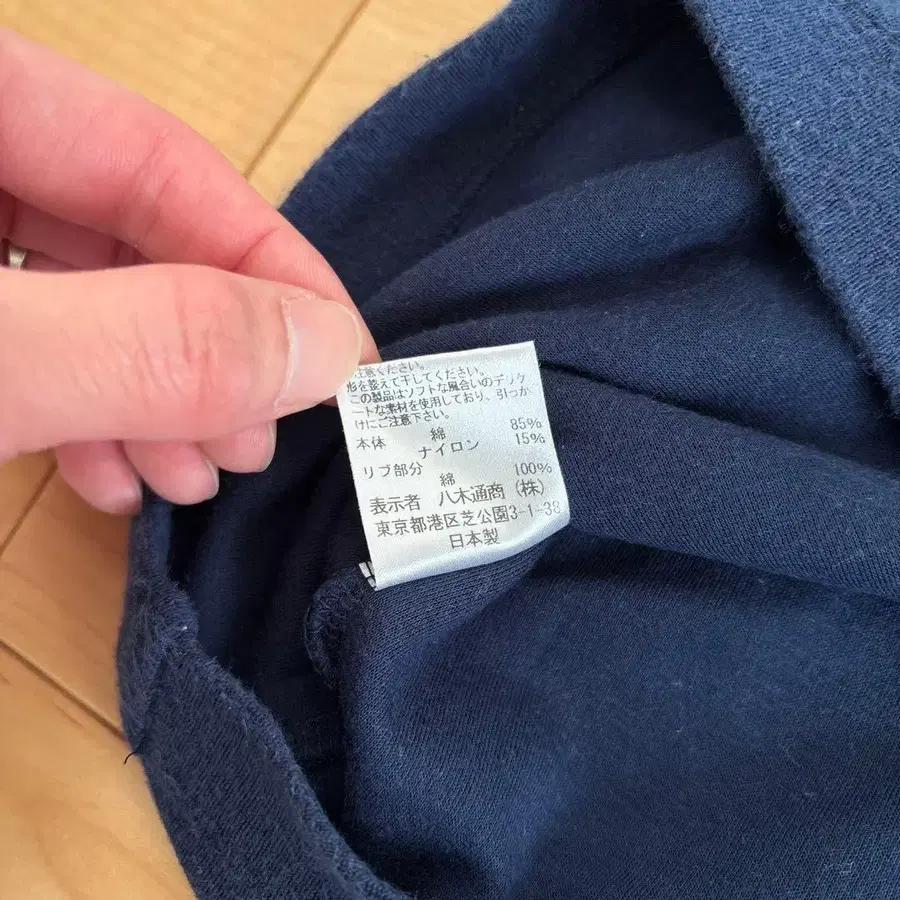 注意ください。
形を整えて干してください。
この製品はソフトな風合いのデリケ
ートな素材を使用しており、引っか
けにご注意下さい。
本体 綿 85%
ナイロン 15%
リブ部分
綿 100%
表示者 八木通商(株)
東京都港区芝公園3-1-38
日本製